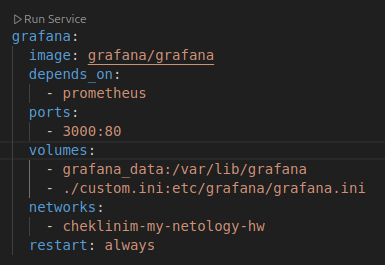 Run Service
grafana:
  image: grafana/grafana
  depends_on:
    - prometheus
  ports:
    - 3000:80
  volumes:
    - grafana_data:/var/lib/grafana
    - ./custom.ini:etc/grafana/grafana.ini
  networks:
    - cheklinim-my-netology-hw
  restart: always